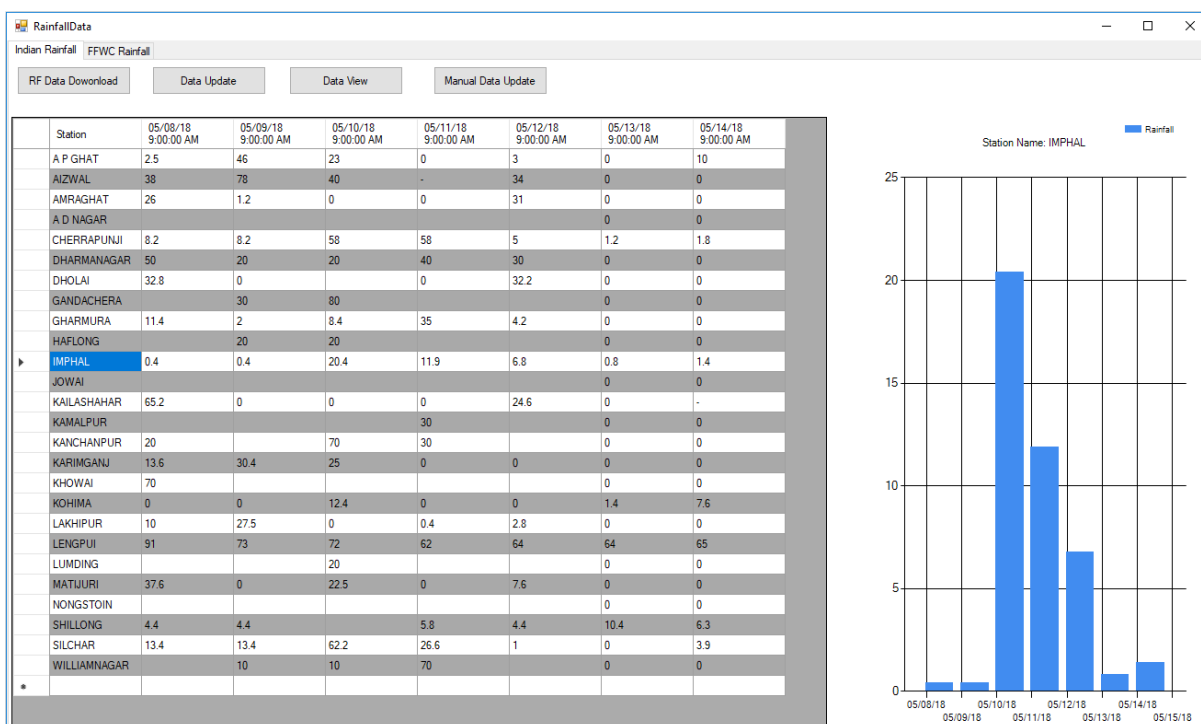 RainfallData
Indian Rainfall FFWC Rainfall
RF Data Dowonload Data Update Data View Manual Data Update
Station 05/08/18 9:00:00 AM 05/09/18 9:00:00 AM 05/10/18 9:00:00 AM 05/11/18 9:00:00 AM 05/12/18 9:00:00 AM 05/13/18 9:00:00 AM 05/14/18 9:00:00 AM
A P GHAT 2.5 46 23 0 3 0 10
AIZWAL 38 78 40 - 34 0 0
AMRAGHAT 26 1.2 0 0 31 0 0
A D NAGAR 0 0
CHERRAPUNJI 8.2 8.2 58 58 5 1.2 1.8
DHARMANAGAR 50 20 20 40 30 0 0
DHOLAI 32.8 0 0 32.2 0 0
GANDACHERA 30 80 0 0
GHARMURA 11.4 2 8.4 35 4.2 0 0
HAFLONG 20 20 0 0
IMPHAL 0.4 0.4 20.4 11.9 6.8 0.8 1.4
JOWAI 0 0
KAILASHAHAR 65.2 0 0 0 24.6 0 -
KAMALPUR 30 0 0
KANCHANPUR 20 70 30 0 0
KARIMGANJ 13.6 30.4 25 0 0 0 0
KHOWAI 70 0 0
KOHIMA 0 0 12.4 0 0 1.4 7.6
LAKHIPUR 10 27.5 0 0.4 2.8 0 0
LENGPUI 91 73 72 62 64 64 65
LUMDING 20 0 0
MATIJURI 37.6 0 22.5 0 7.6 0 0
NONGSTOIN 0 0
SHILLONG 4.4 4.4 5.8 4.4 10.4 6.3
SILCHAR 13.4 13.4 62.2 26.6 1 0 3.9
WILLIAMNAGAR 10 10 70 0 0
Rainfall
Station Name: IMPHAL
25
20
15
10
5
0
05/08/18 05/10/18 05/12/18 05/14/18
05/09/18 05/11/18 05/13/18 05/15/18